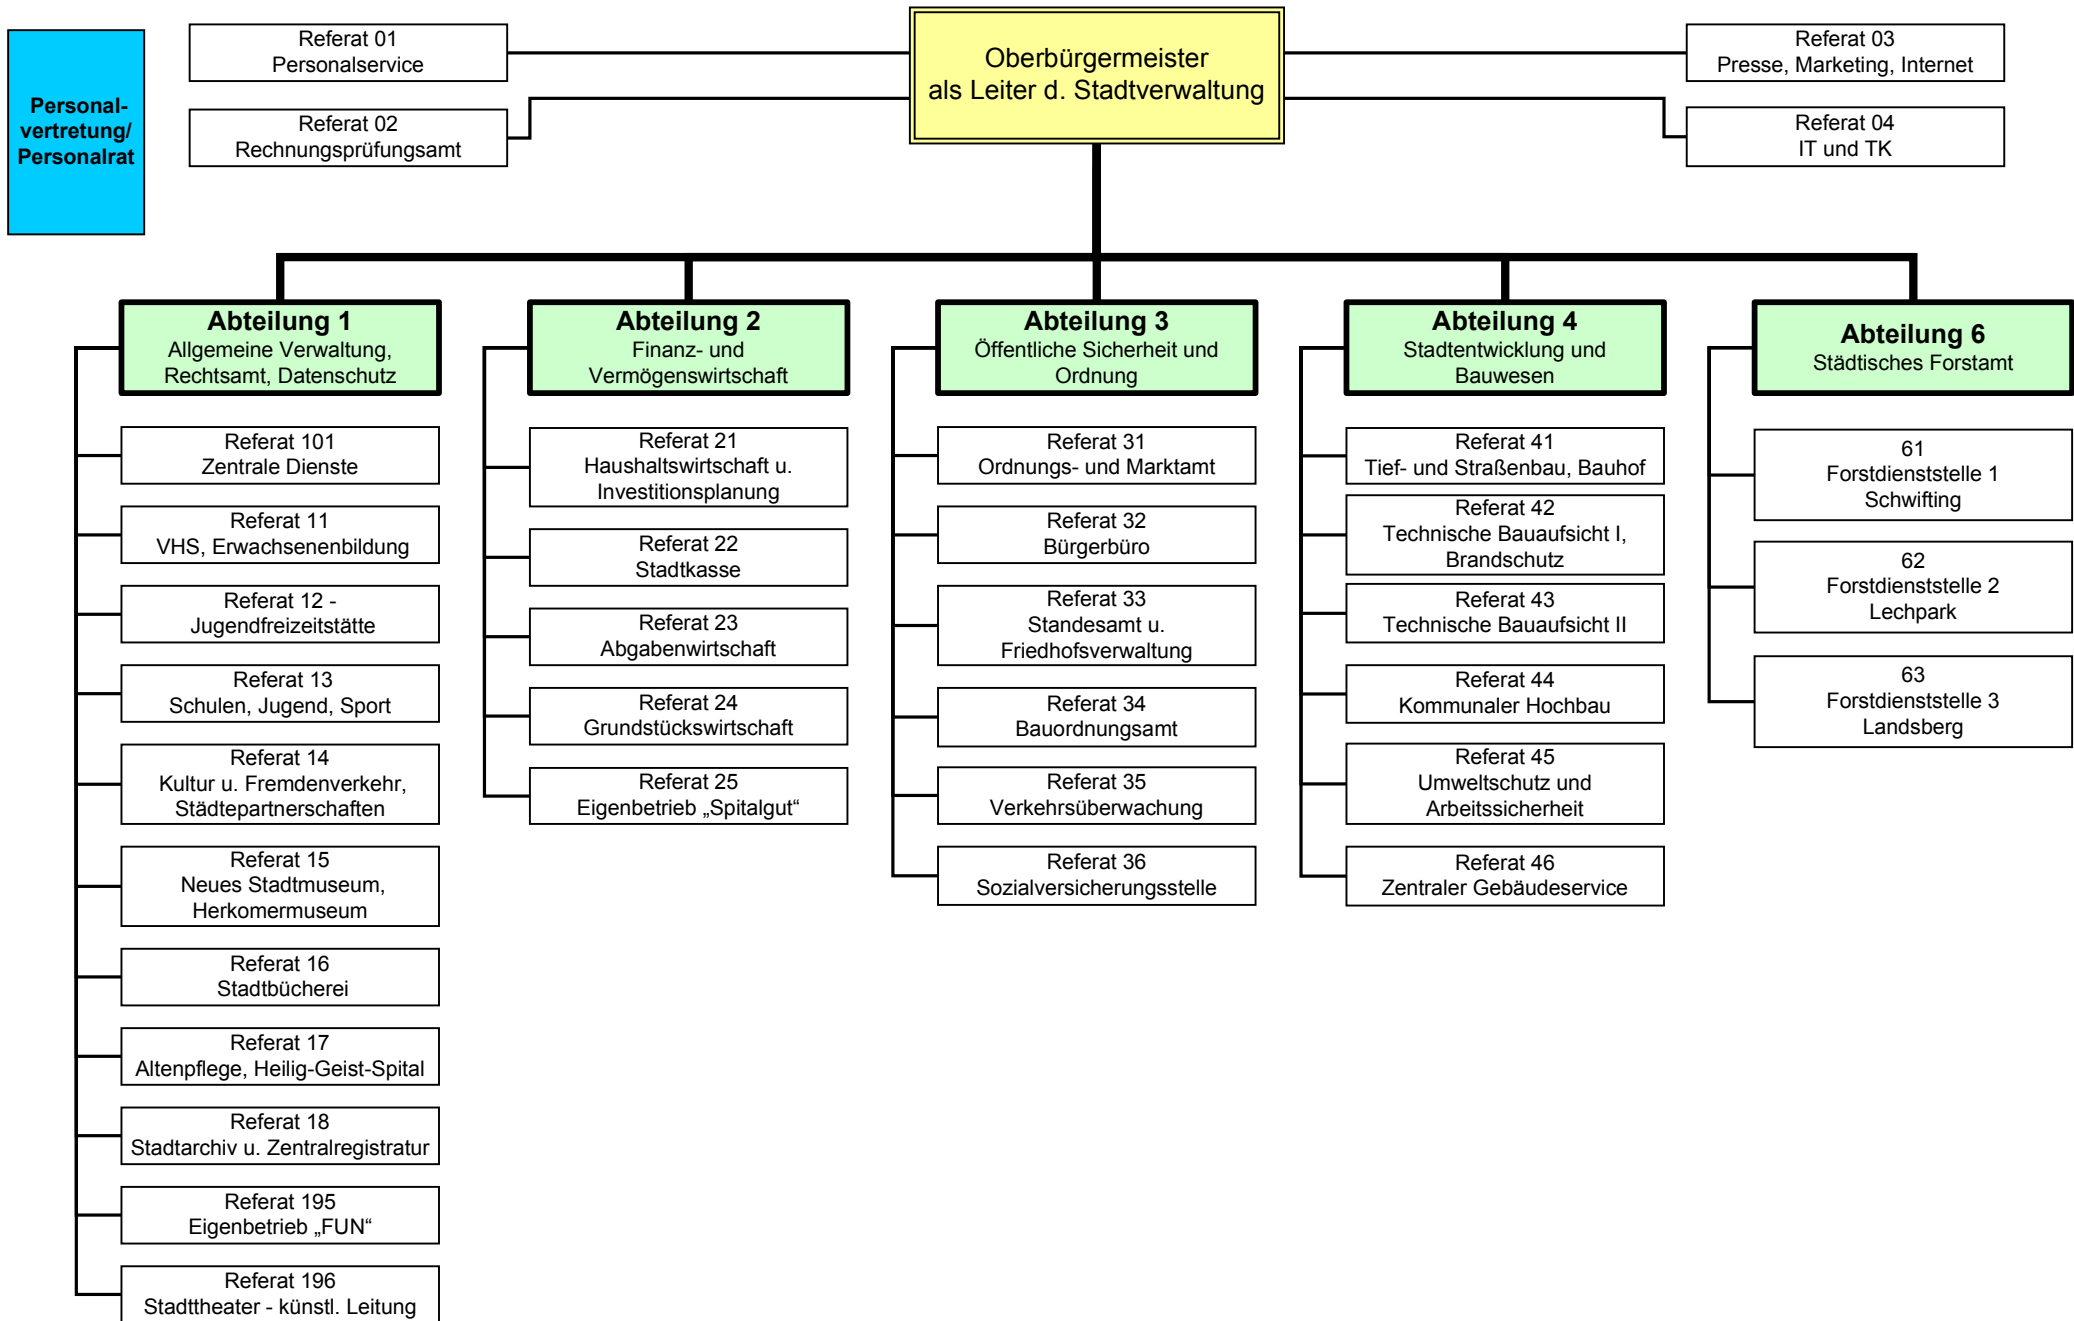 Personal-
vertretung/
Personalrat
Referat 01
Personalservice
Referat 02
Rechnungsprüfungsamt
Oberbürgermeister
als Leiter d. Stadtverwaltung
Referat 03
Presse, Marketing, Internet
Referat 04
IT und TK
Abteilung 1
Allgemeine Verwaltung,
Rechtsamt, Datenschutz
Referat 101
Zentrale Dienste
Referat 11
VHS, Erwachsenenbildung
Referat 12 -
Jugendfreizeitstätte
Referat 13
Schulen, Jugend, Sport
Referat 14
Kultur u. Fremdenverkehr,
Städtepartnerschaften
Referat 15
Neues Stadtmuseum,
Herkomermuseum
Referat 16
Stadtbücherei
Referat 17
Altenpflege, Heilig-Geist-Spital
Referat 18
Stadtarchiv u. Zentralregistratur
Referat 195
Eigenbetrieb „FUN“
Referat 196
Stadttheater - künstl. Leitung
Abteilung 2
Finanz- und
Vermögenswirtschaft
Referat 21
Haushaltswirtschaft u.
Investitionsplanung
Referat 22
Stadtkasse
Referat 23
Abgabenwirtschaft
Referat 24
Grundstückswirtschaft
Referat 25
Eigenbetrieb „Spitalgut“
Abteilung 3
Öffentliche Sicherheit und
Ordnung
Referat 31
Ordnungs- und Marktamt
Referat 32
Bürgerbüro
Referat 33
Standesamt u.
Friedhofsverwaltung
Referat 34
Bauordnungsamt
Referat 35
Verkehrsüberwachung
Referat 36
Sozialversicherungsstelle
Abteilung 4
Stadtentwicklung und
Bauwesen
Referat 41
Tief- und Straßenbau, Bauhof
Referat 42
Technische Bauaufsicht I,
Brandschutz
Referat 43
Technische Bauaufsicht II
Referat 44
Kommunaler Hochbau
Referat 45
Umweltschutz und
Arbeitssicherheit
Referat 46
Zentraler Gebäudeservice
Abteilung 6
Städtisches Forstamt
61
Forstdienststelle 1
Schwifting
62
Forstdienststelle 2
Lechpark
63
Forstdienststelle 3
Landsberg